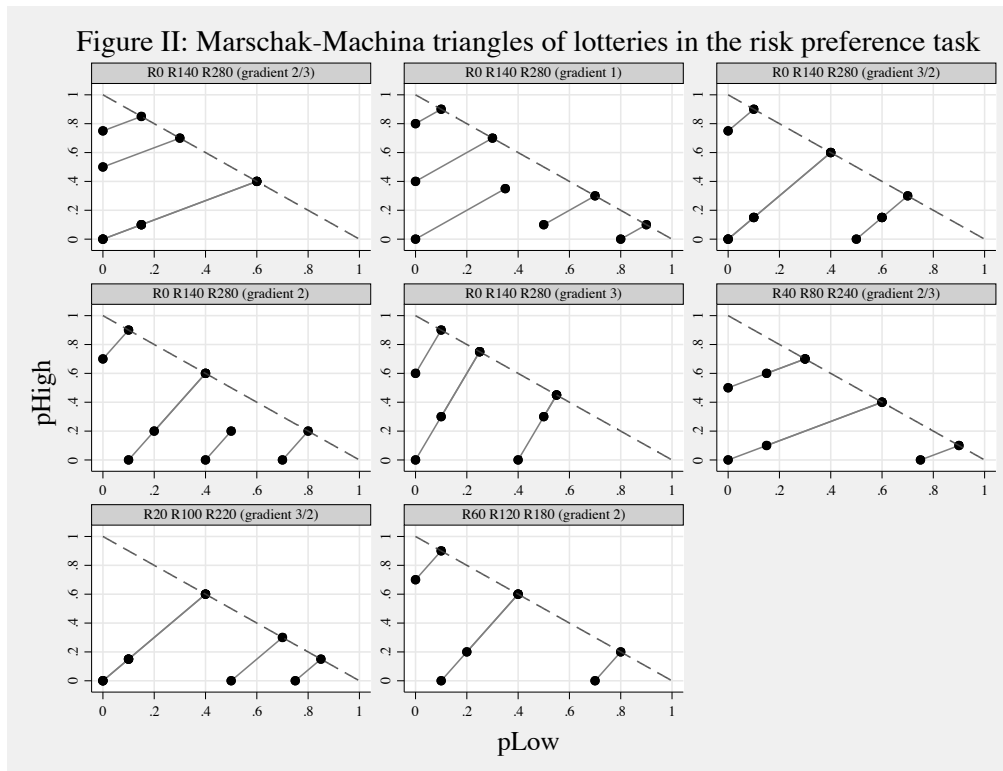 Figure II: Marschak-Machina triangles of lotteries in the risk preference task
R0 R140 R280 (gradient 2/3)
1
.8
.6
.4
.2
0
0 .2 .4 .6 .8 1
R0 R140 R280 (gradient 1)
1
.8
.6
.4
.2
0
0 .2 .4 .6 .8 1
R0 R140 R280 (gradient 3/2)
1
.8
.6
.4
.2
0
0 .2 .4 .6 .8 1
R0 R140 R280 (gradient 2)
1
.8
.6
.4
.2
0
0 .2 .4 .6 .8 1
R0 R140 R280 (gradient 3)
1
.8
.6
.4
.2
0
0 .2 .4 .6 .8 1
R40 R80 R240 (gradient 2/3)
1
.8
.6
.4
.2
0
0 .2 .4 .6 .8 1
pHigh
R20 R100 R220 (gradient 3/2)
1
.8
.6
.4
.2
0
0 .2 .4 .6 .8 1
R60 R120 R180 (gradient 2)
1
.8
.6
.4
.2
0
0 .2 .4 .6 .8 1
pLow